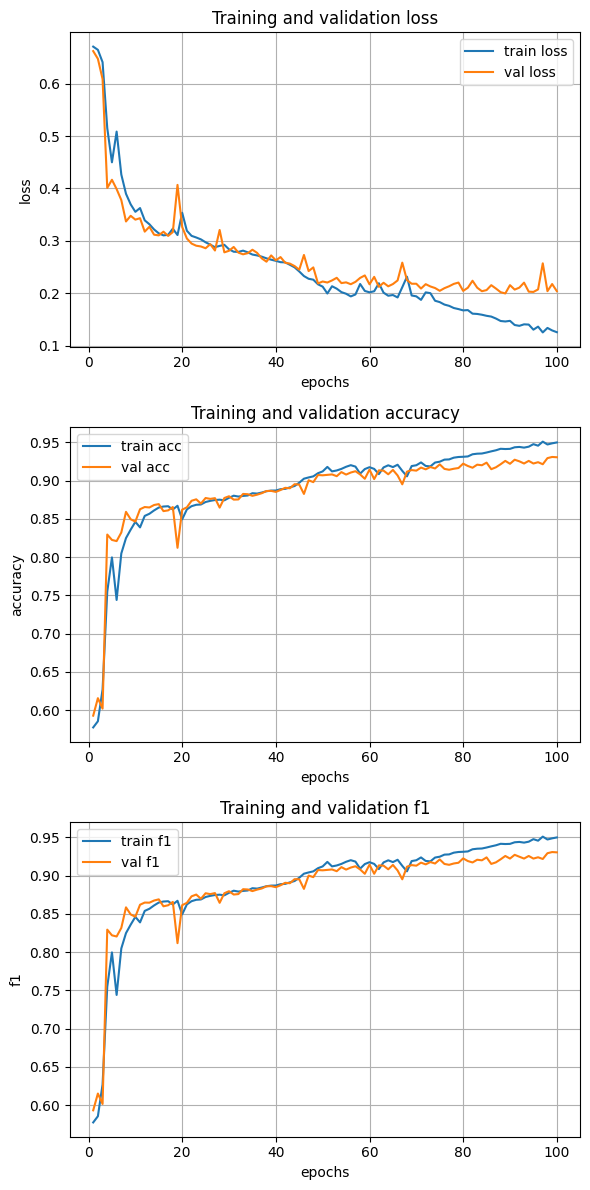 Training and validation loss
train loss
val loss
0.6
0.5
0.4
0.3
0.2
0.1
loss
0
20
40
60
80
100
epochs
Training and validation accuracy
train acc
val acc
0.95
0.90
0.85
0.80
0.75
0.70
0.65
0.60
accuracy
0
20
40
60
80
100
epochs
Training and validation f1
train f1
val f1
0.95
0.90
0.85
0.80
0.75
0.70
0.65
0.60
f1
0
20
40
60
80
100
epochs